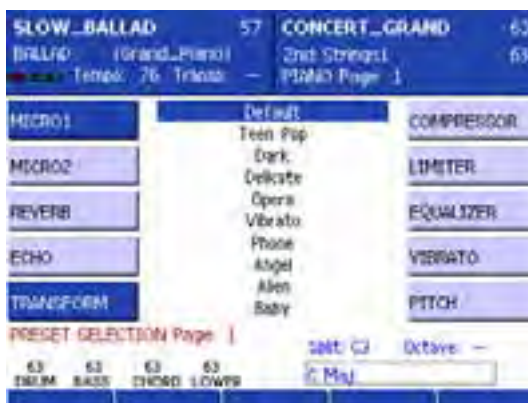 SLOW_BALLAD 57 CONCERT_GRAND 63
BALLAD (Grand_Piano) 2nd Strings1 63
Tempo: 76 Transp: – PIANO Page 1
MICRO1
MICRO2
REVERB
ECHO
TRANSFORM
Default
Teen Pop
Dark
Delicate
Opera
Vibrato
Phone
Angel
Alien
Baby
COMPRESSOR
LIMITER
EQUALIZER
VIBRATO
PITCH
PRESET SELECTION Page 1
Split: C3 Octave: –
63 63 63 63
DRUM BASS CHORD LOWER
C Maj